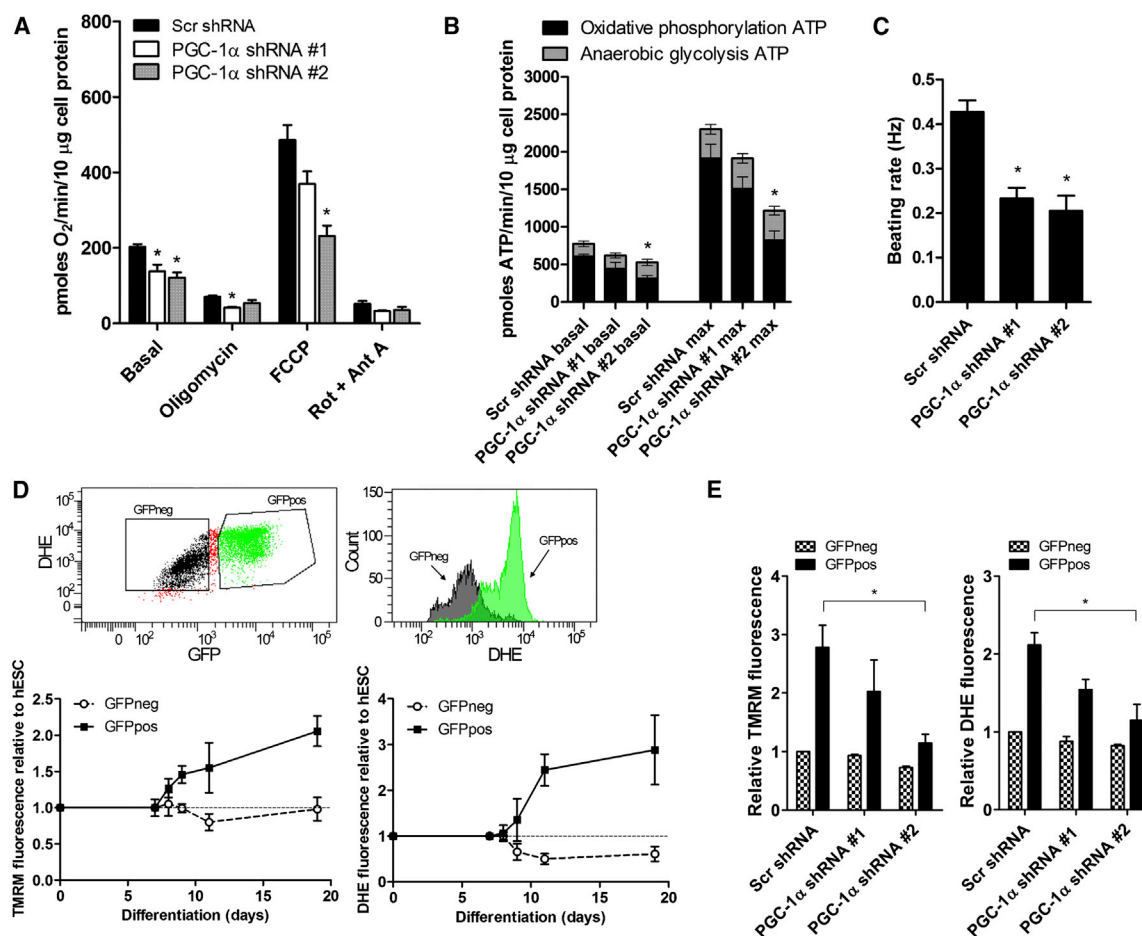 A
Scr shRNA
PGC-1α shRNA #1
PGC-1α shRNA #2
pmoles O2/min/10 μg cell protein
800
600
400
200
0
*
*
*
*
Basal
Oligomycin
FCCP
Rot + Ant A
B
Oxidative phosphorylation ATP
Anaerobic glycolysis ATP
pmoles ATP/min/10 μg cell protein
3000
2500
2000
1500
1000
500
0
*
*
Scr shRNA basal
PGC-1α shRNA #1 basal
PGC-1α shRNA #2 basal
Scr shRNA max
PGC-1α shRNA #1 max
PGC-1α shRNA #2 max
C
Beating rate (Hz)
0.5
0.4
0.3
0.2
0.1
0.0
*
*
Scr shRNA
PGC-1α shRNA #1
PGC-1α shRNA #2
D
DHE
10^5
10^4
10^3
10^2
0
GFPneg
GFPpos
0
10^2
10^3
10^4
10^5
GFP
Count
150
100
50
0
GFPneg
GFPpos
10^2
10^3
10^4
10^5
DHE
TMRM fluorescence relative to hESC
2.5
2.0
1.5
1.0
0.5
0.0
GFPneg
GFPpos
0
5
10
15
20
Differentiation (days)
DHE fluorescence relative to hESC
4
3
2
1
0
GFPneg
GFPpos
0
5
10
15
20
Differentiation (days)
E
GFPneg
GFPpos
Relative TMRM fluorescence
4
3
2
1
0
*
Scr shRNA
PGC-1α shRNA #1
PGC-1α shRNA #2
GFPneg
GFPpos
Relative DHE fluorescence
3
2
1
0
*
Scr shRNA
PGC-1α shRNA #1
PGC-1α shRNA #2